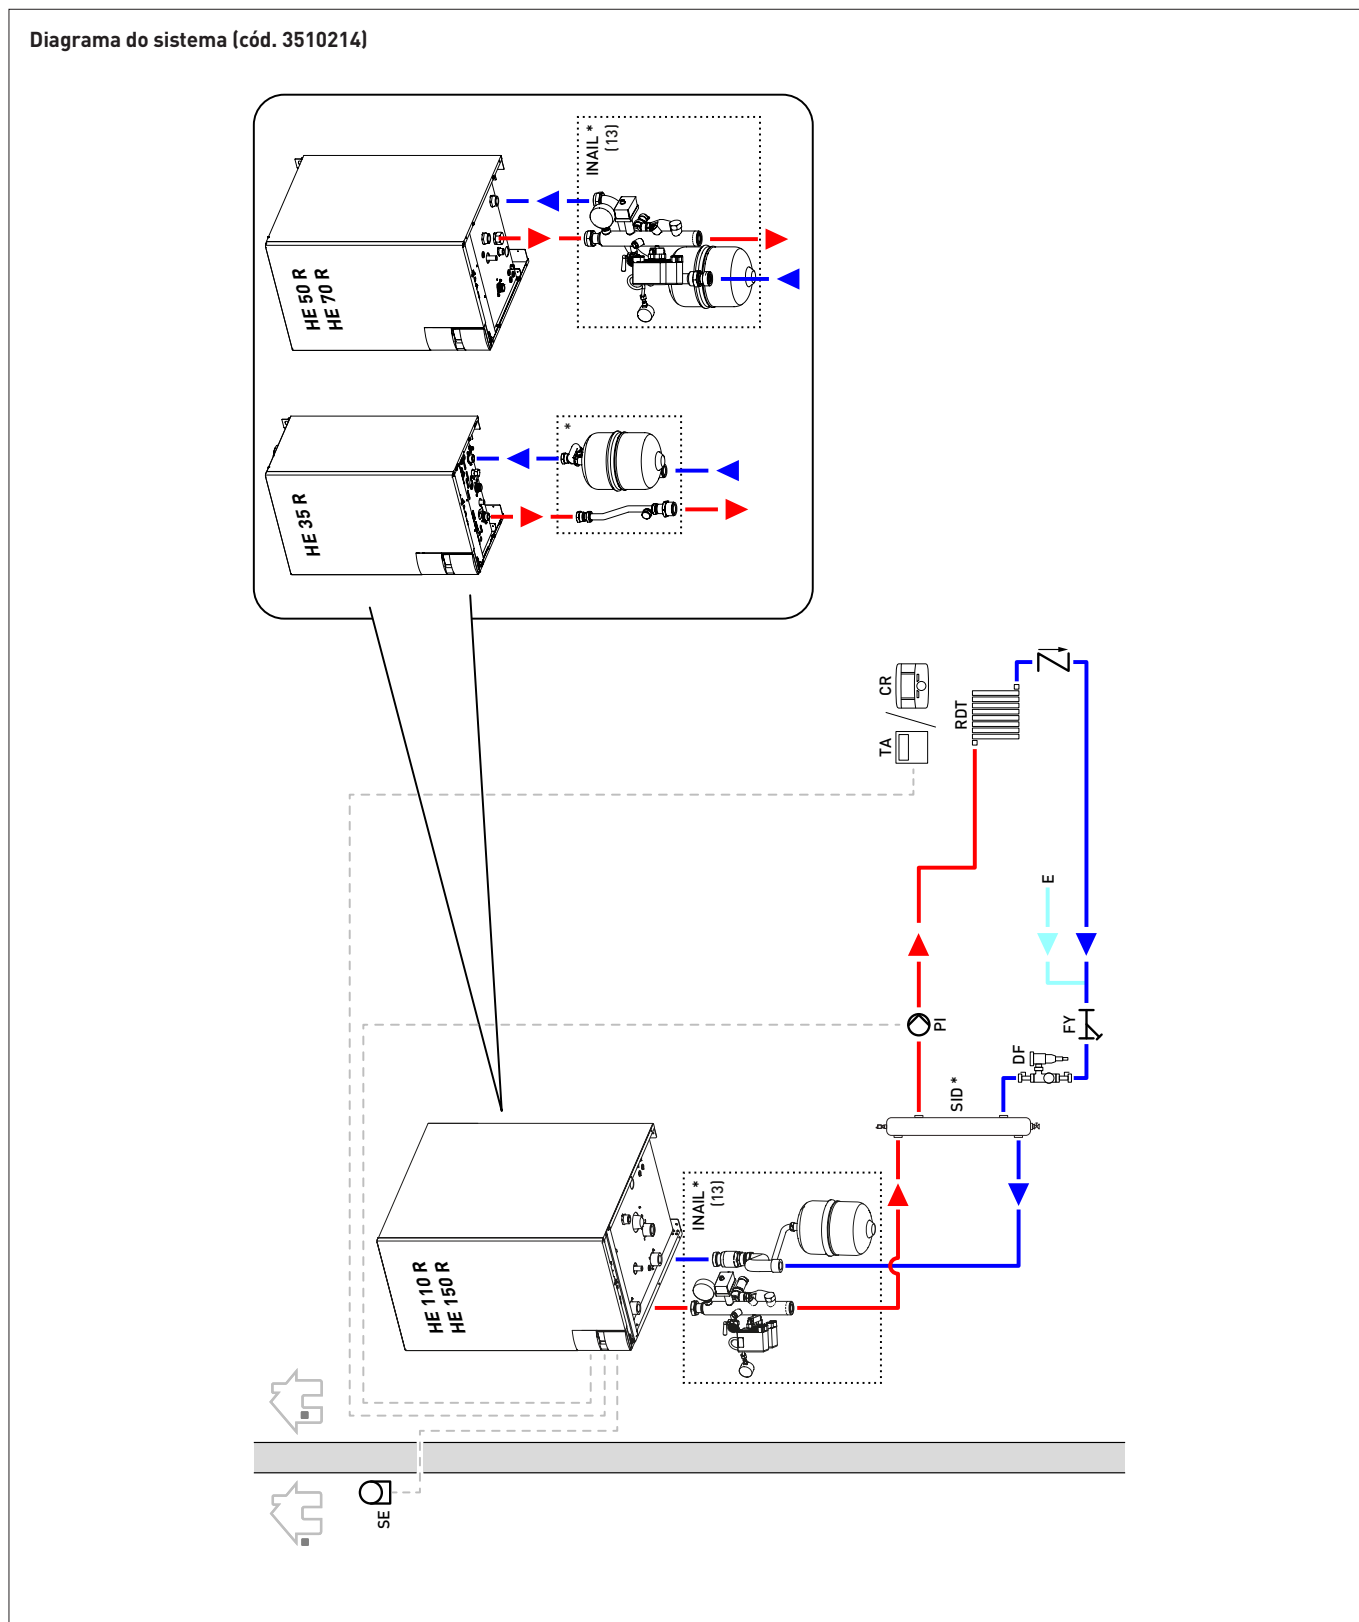 Diagrama do sistema (cód. 3510214)
INAIL *
(13)
HE 50 R
HE 70 R
*
HE 35 R
CR
TA
RDT
E
PI
FY
DF
SID *
INAIL *
(13)
HE 110 R
HE 150 R
SE